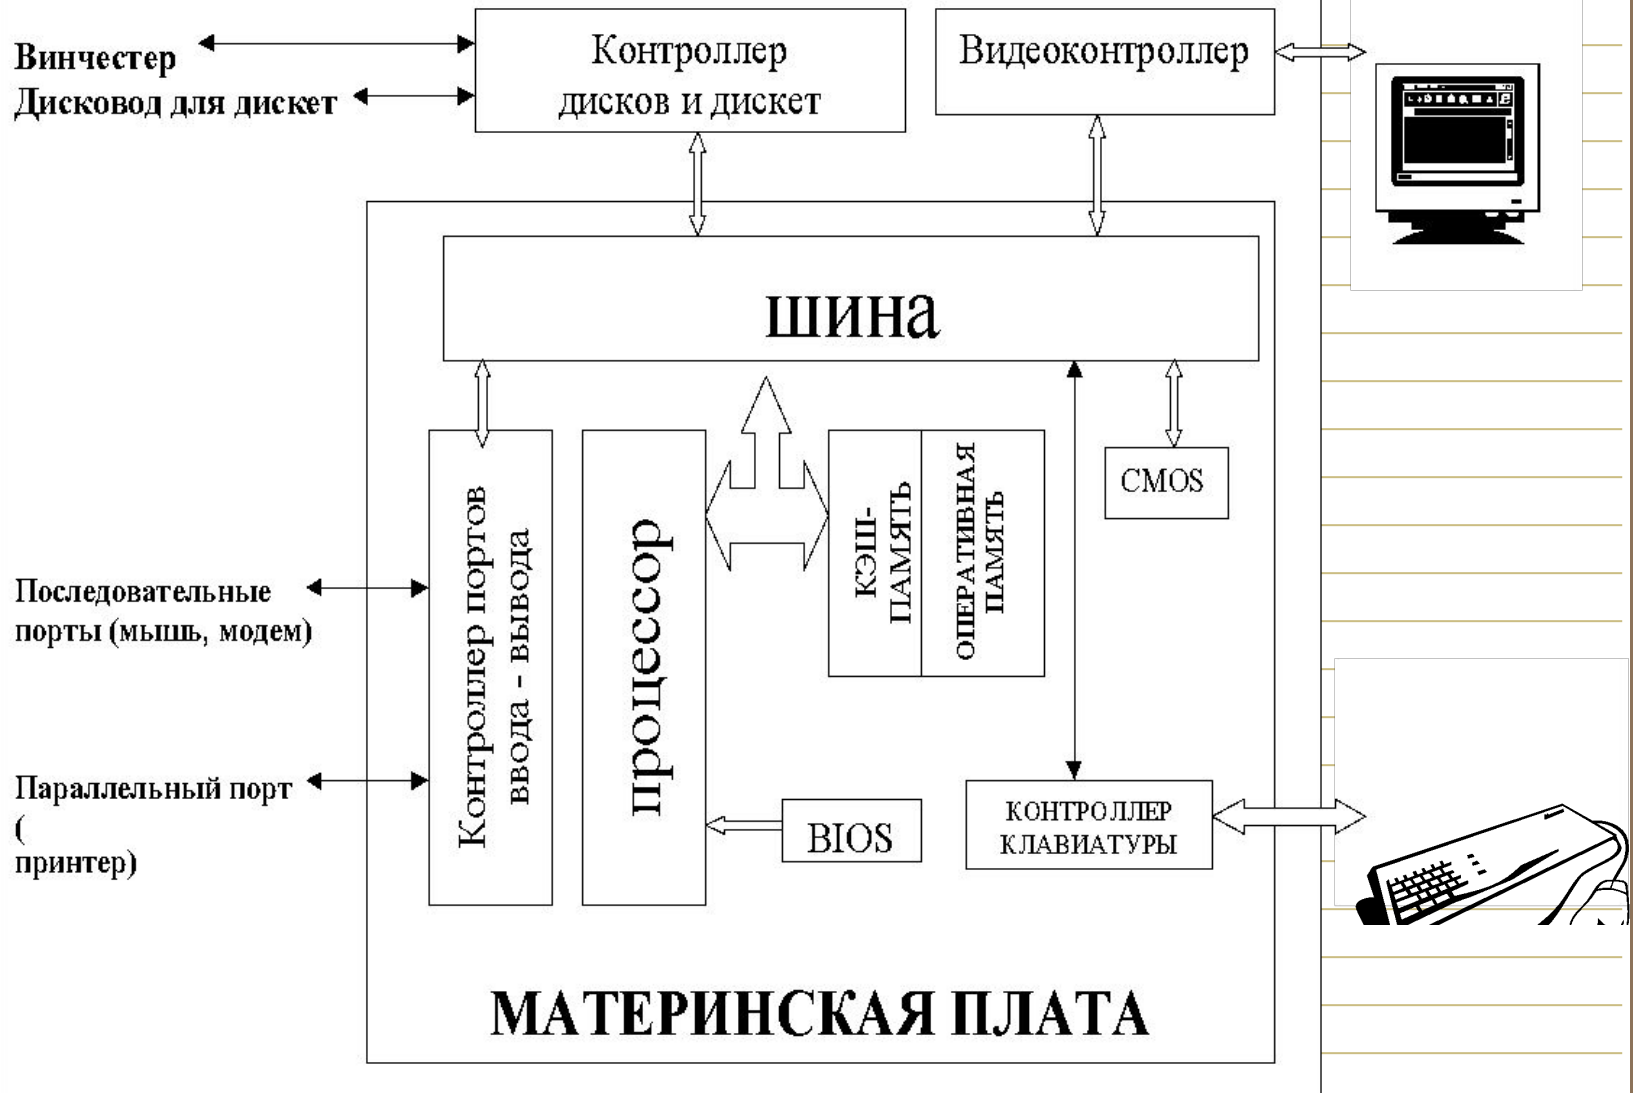 Винчестер
Дисковод для дискет
Контроллер
дисков и дискет
Видеоконтроллер
шина
Контроллер портов
ввода - вывода
процессор
КЭШ-
ПАМЯТЬ
ОПЕРАТИВНАЯ
ПАМЯТЬ
CMOS
Последовательные
порты (мышь, модем)
Параллельный порт
(
принтер)
BIOS
КОНТРОЛЛЕР
КЛАВИАТУРЫ
МАТЕРИНСКАЯ ПЛАТА